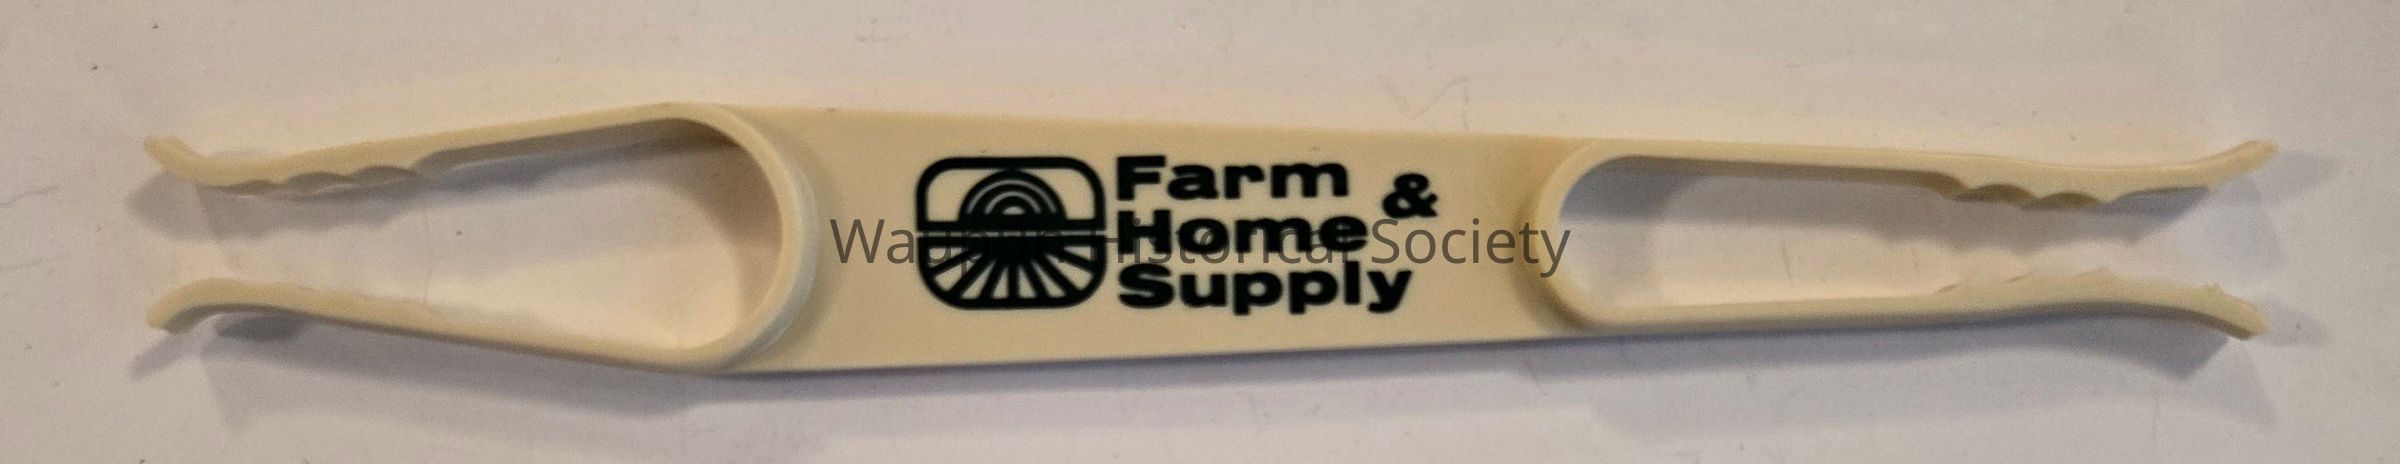 Farm &
Home
Supply
Waupun Historical Society